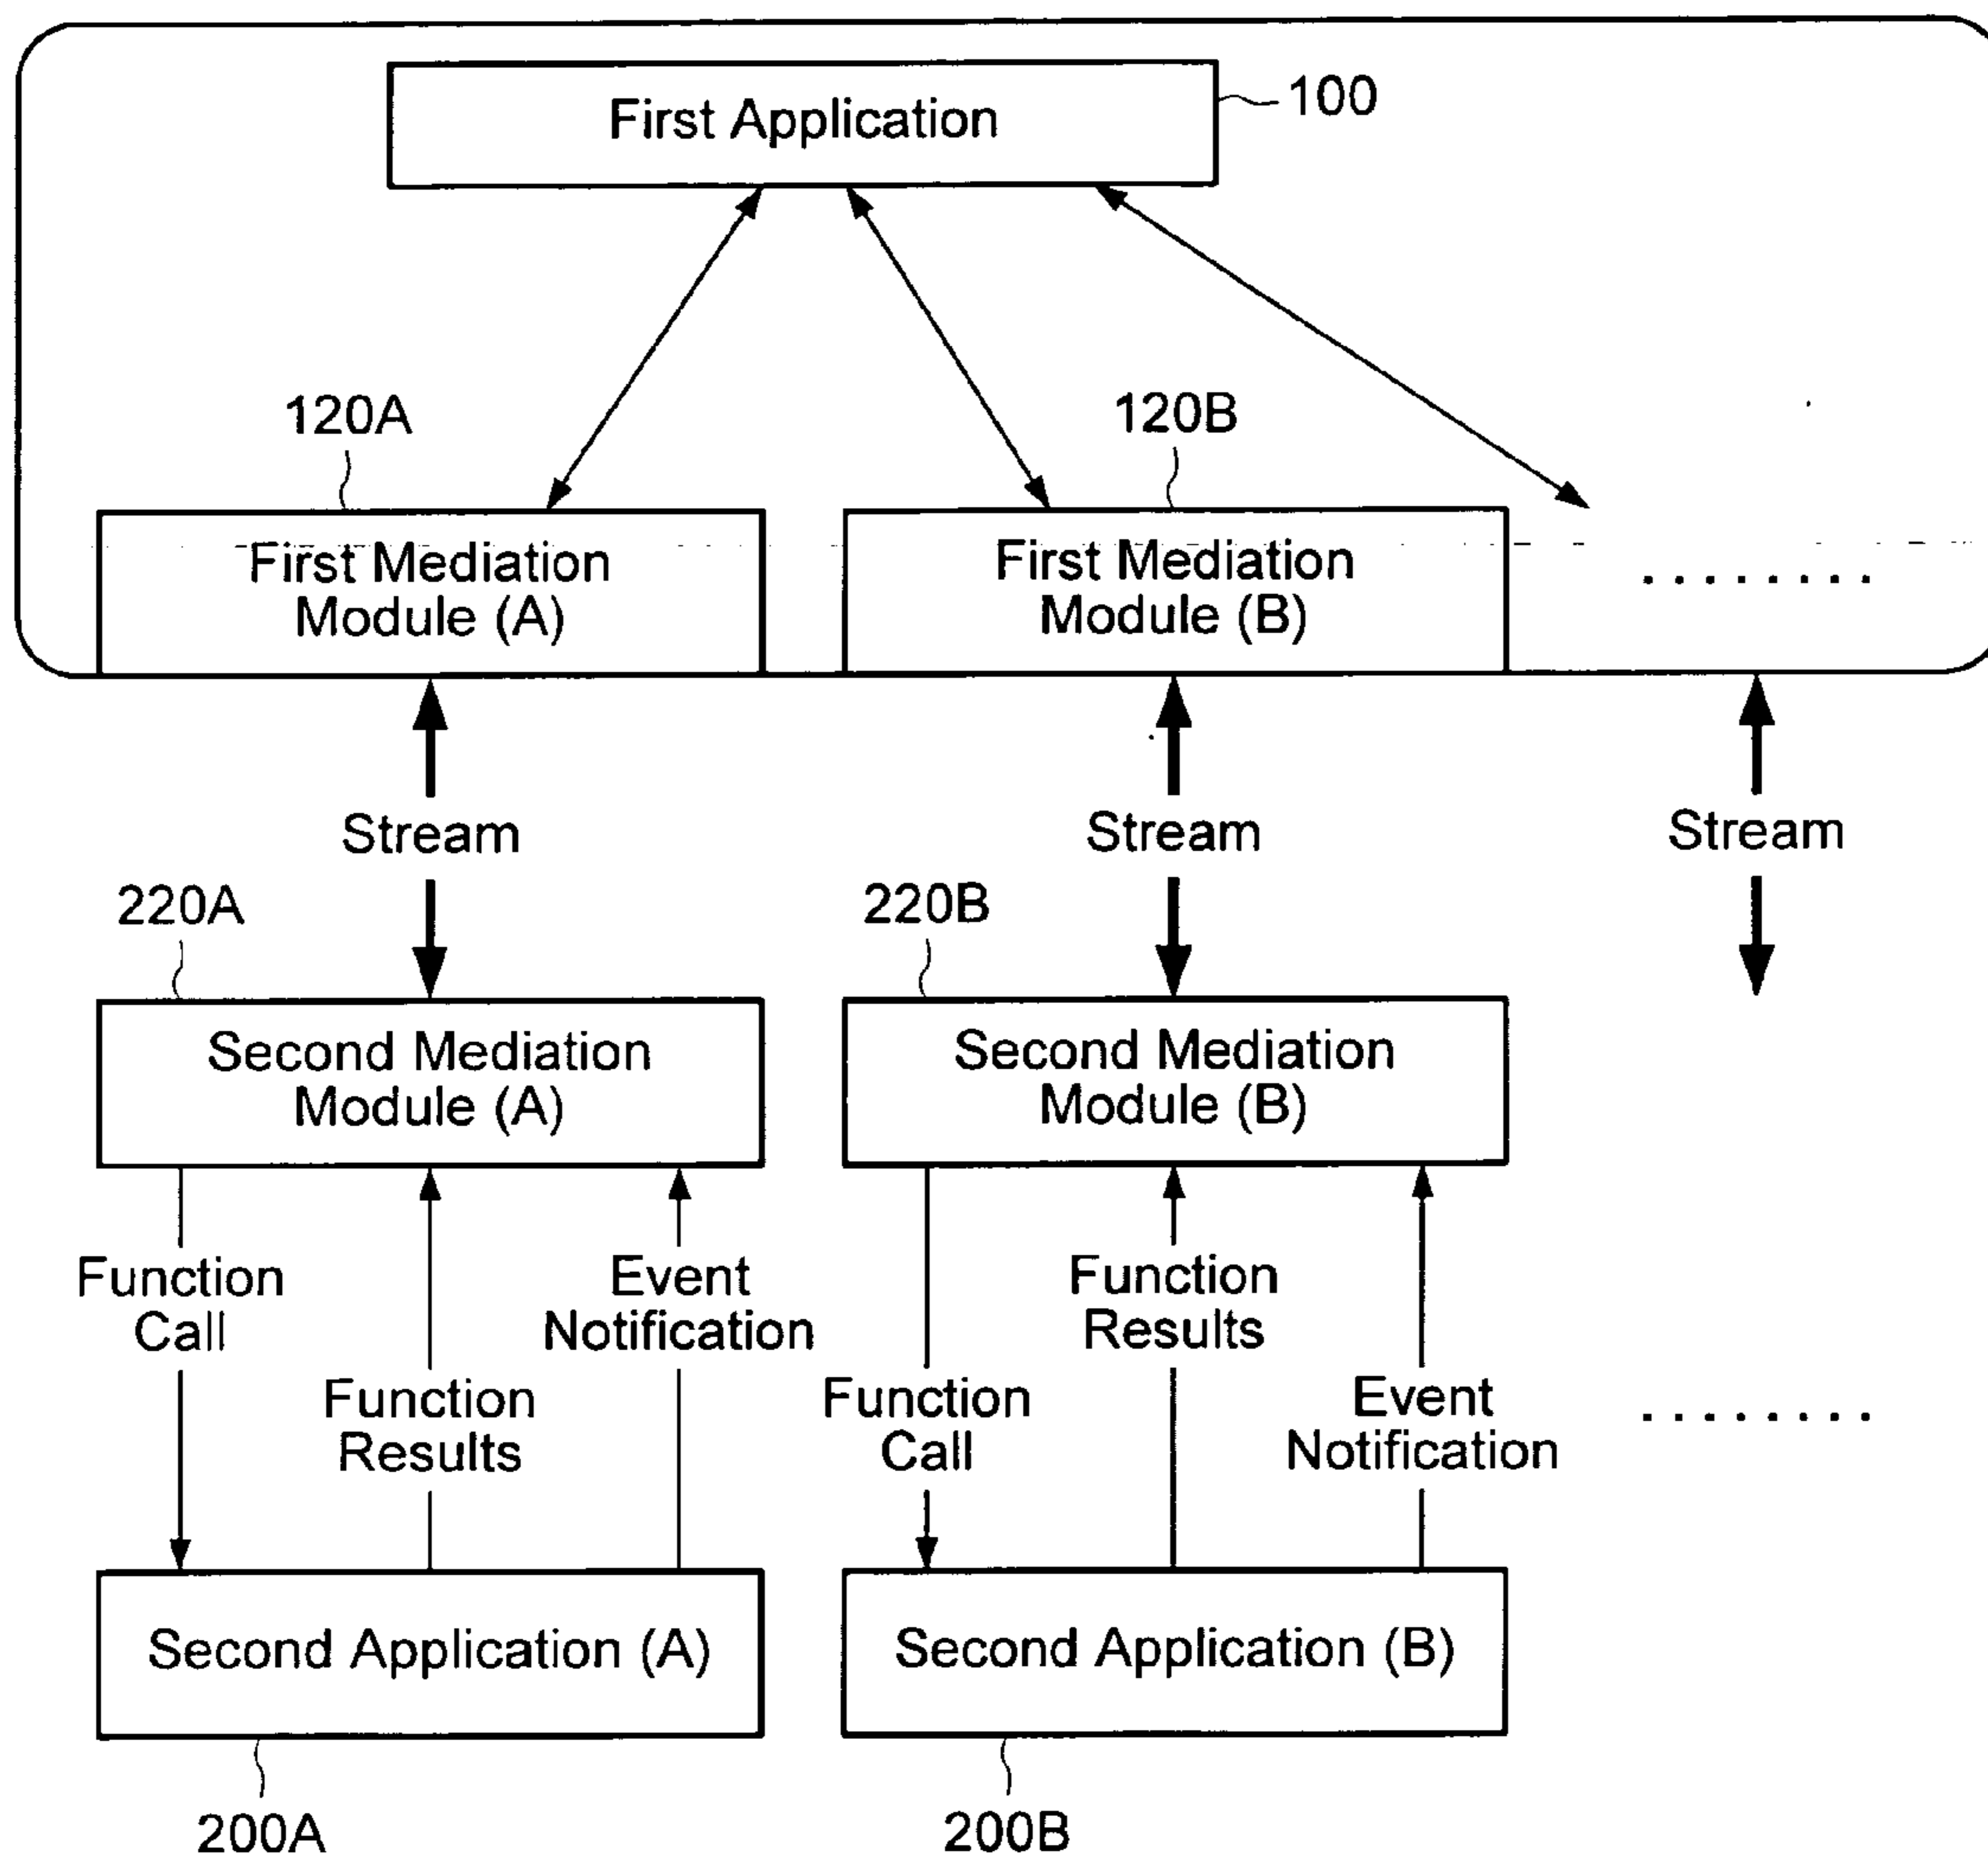 First Application
100
120A
120B
First Mediation
Module (A)
First Mediation
Module (B)
.........
Stream
Stream
Stream
220A
220B
Second Mediation
Module (A)
Second Mediation
Module (B)
Function
Call
Function
Results
Event
Notification
Function
Call
Function
Results
Event
Notification
.........
Second Application (A)
Second Application (B)
200A
200B